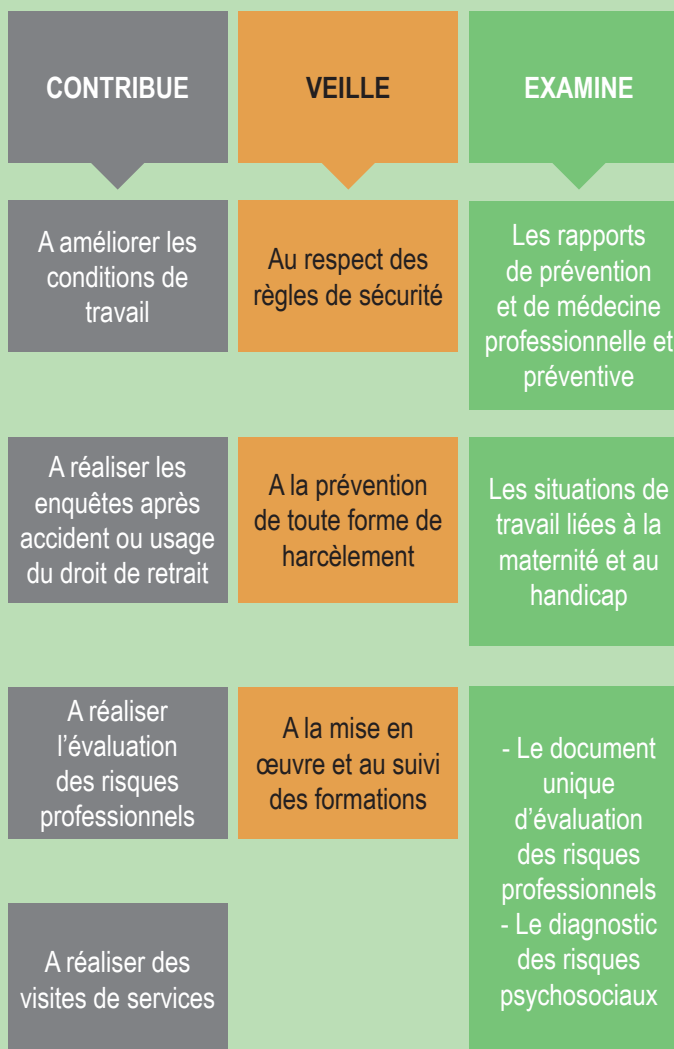 CONTRIBUE
A améliorer les
conditions de
travail
A réaliser les
enquêtes après
accident ou usage
du droit de retrait
A réaliser
l’évaluation
des risques
professionnels
A réaliser des
visites de services
VEILLE
Au respect des
règles de sécurité
A la prévention
de toute forme de
harcèlement
A la mise en
œuvre et au suivi
des formations
EXAMINE
Les rapports
de prévention
et de médecine
professionnelle et
préventive
Les situations de
travail liées à la
maternité et au
handicap
- Le document
unique
d’évaluation
des risques
professionnels
- Le diagnostic
des risques
psychosociaux